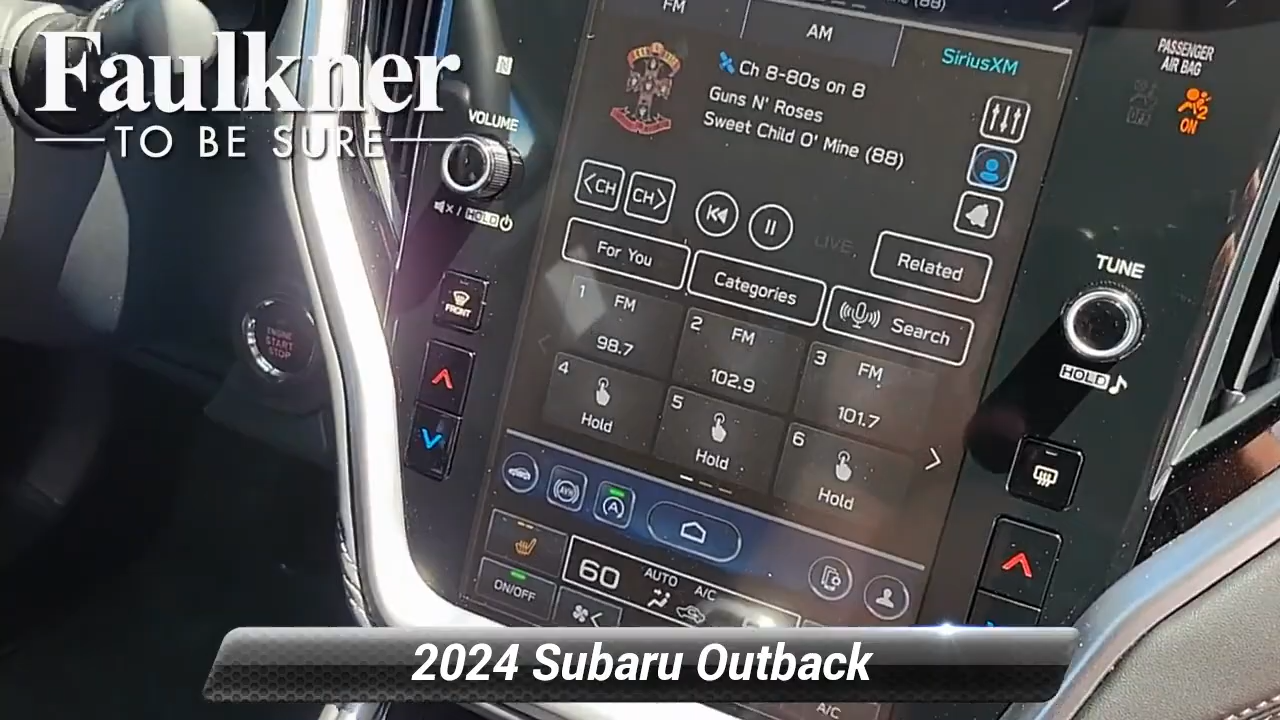 Faulkner
TO BE SURE
VOLUME
HOLD
FM
AM
SiriusXM
(88)
Ch 8-80s on 8
Guns N' Roses
Sweet Child O' Mine (88)
PASSENGER
AIR BAG
OFF
ON
<CH
CH>
LIVE
Related
For You
Categories
Search
TUNE
HOLD
FRONT
ENGINE
START
STOP
1 FM
98.7
2 FM
102.9
3 FM
101.7
4
Hold
5
Hold
6
Hold
AVH
A
ON/OFF
60
AUTO A/C
2024 Subaru Outback
A/C